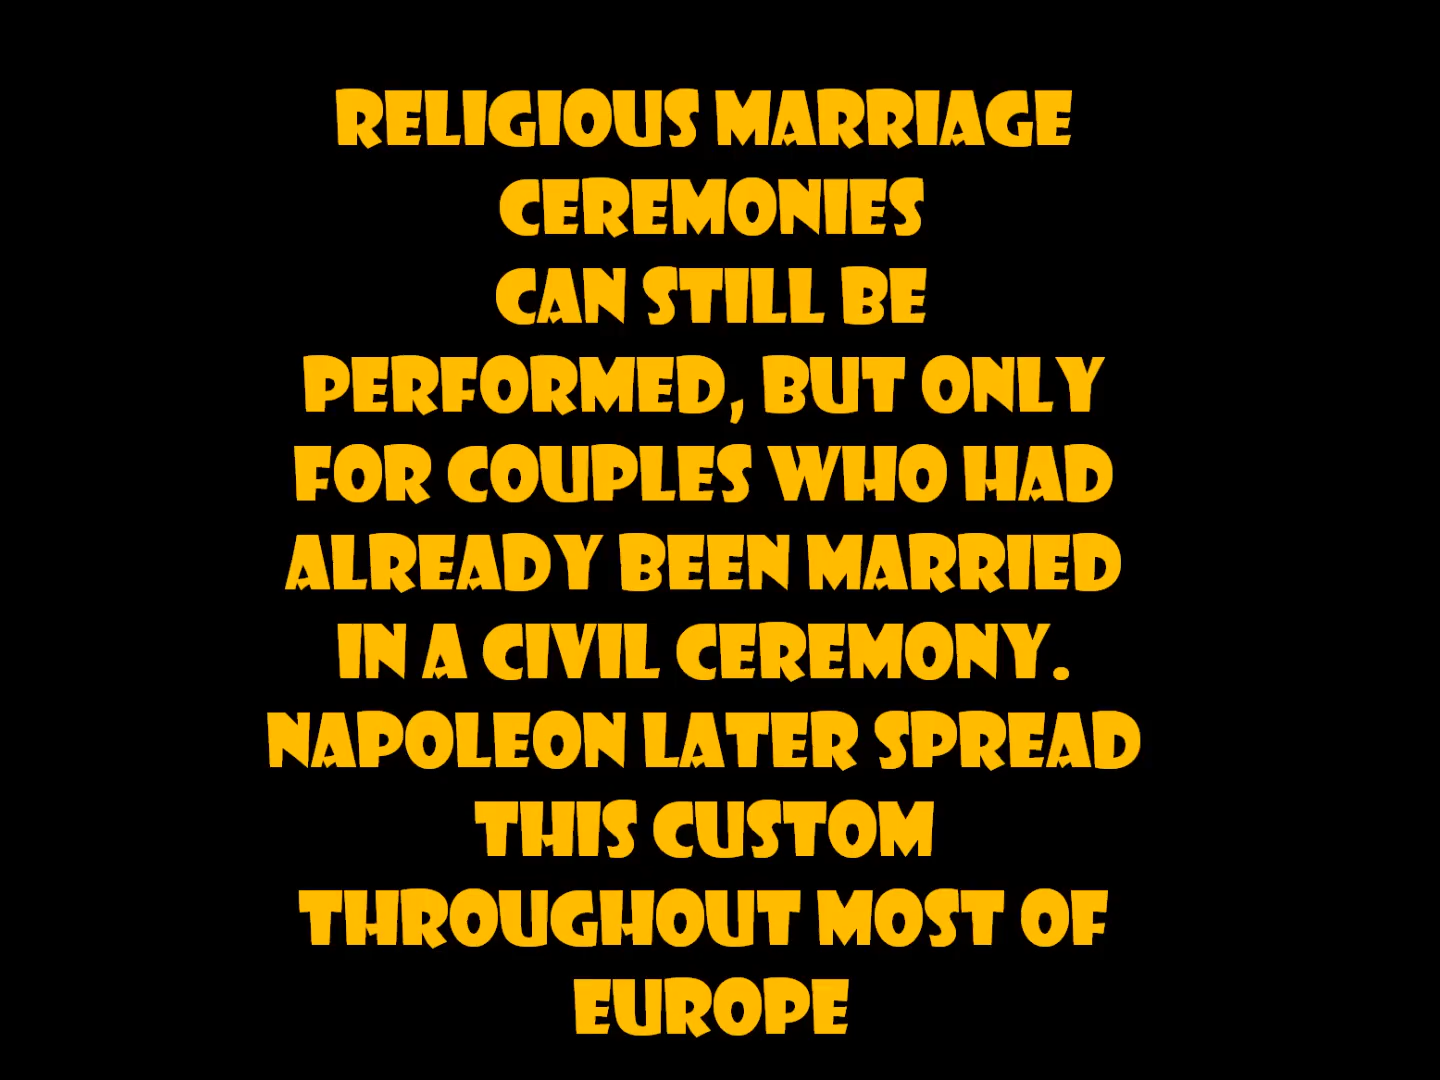 RELIGIOUS MARRIAGE
CEREMONIES
CAN STILL BE
PERFORMED, BUT ONLY
FOR COUPLES WHO HAD
ALREADY BEEN MARRIED
IN A CIVIL CEREMONY.
NAPOLEON LATER SPREAD
THIS CUSTOM
THROUGHOUT MOST OF
EUROPE